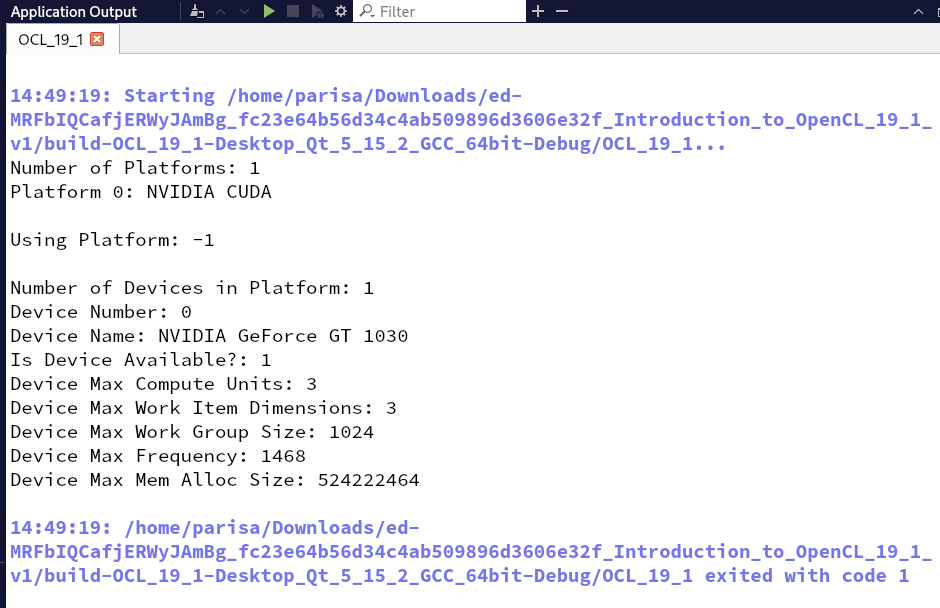 Application Output
Filter
OCL_19_1
14:49:19: Starting /home/parisa/Downloads/ed-
MRFbIQCafjERWyJAmBg_fc23e64b56d34c4ab509896d3606e32f_Introduction_to_OpenCL_19_1_
v1/build-OCL_19_1-Desktop_Qt_5_15_2_GCC_64bit-Debug/OCL_19_1...
Number of Platforms: 1
Platform 0: NVIDIA CUDA
Using Platform: -1
Number of Devices in Platform: 1
Device Number: 0
Device Name: NVIDIA GeForce GT 1030
Is Device Available?: 1
Device Max Compute Units: 3
Device Max Work Item Dimensions: 3
Device Max Work Group Size: 1024
Device Max Frequency: 1468
Device Max Mem Alloc Size: 524222464
14:49:19: /home/parisa/Downloads/ed-
MRFbIQCafjERWyJAmBg_fc23e64b56d34c4ab509896d3606e32f_Introduction_to_OpenCL_19_1_
v1/build-OCL_19_1-Desktop_Qt_5_15_2_GCC_64bit-Debug/OCL_19_1 exited with code 1